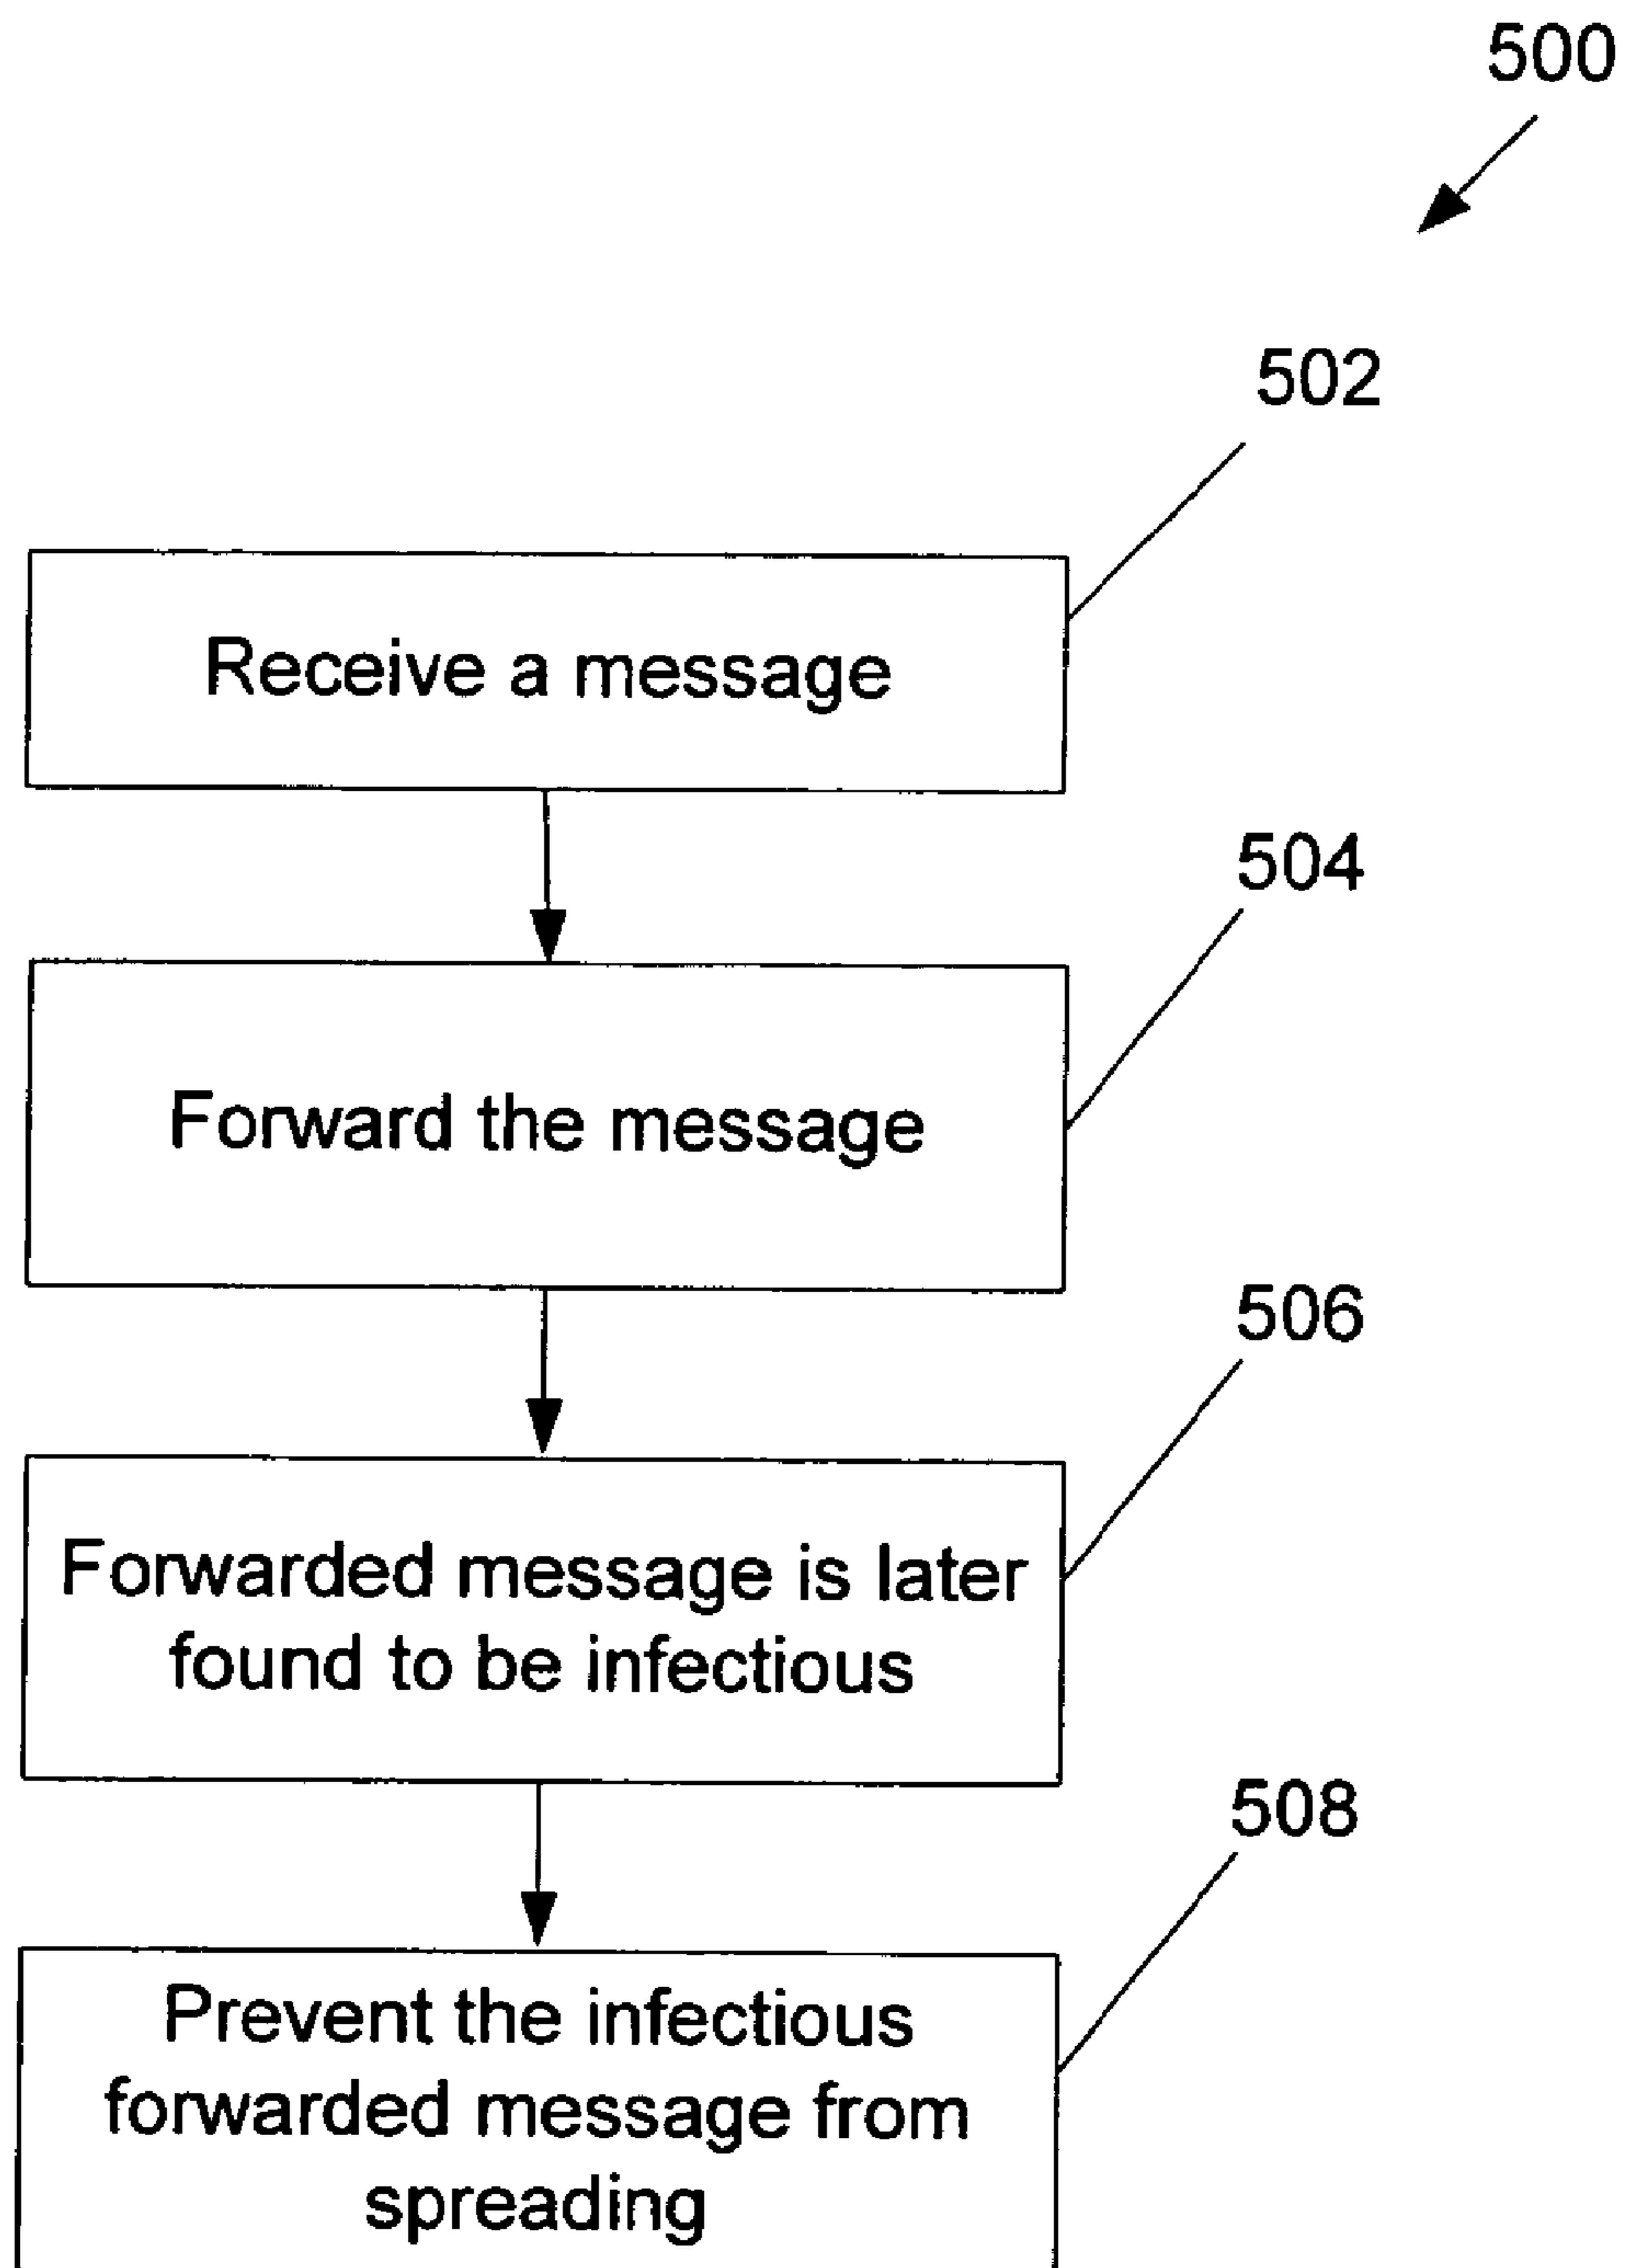 500
502
Receive a message
504
Forward the message
506
Forwarded message is later
found to be infectious
508
Prevent the infectious
forwarded message from
spreading